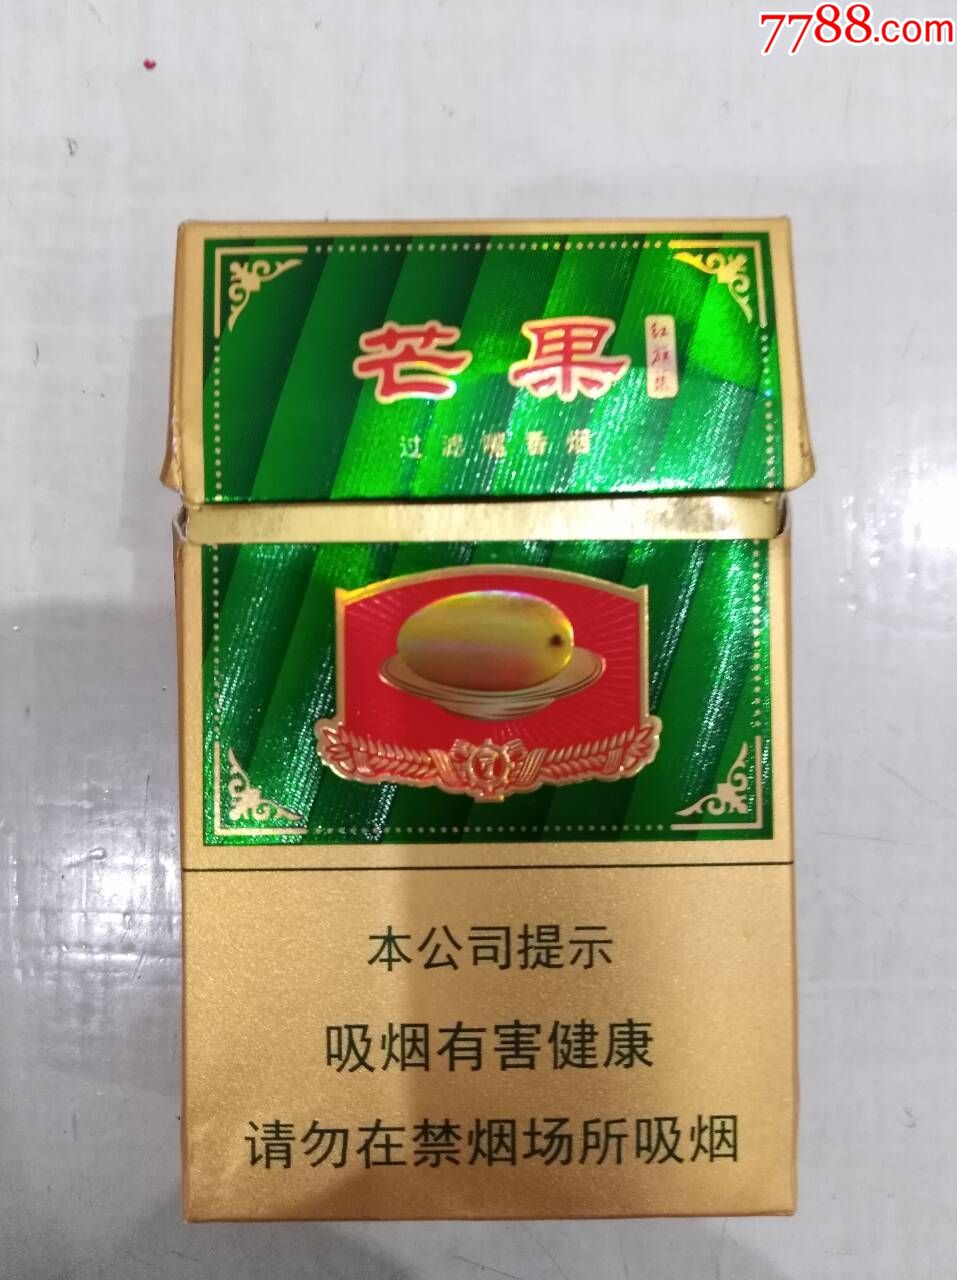 7788.com
芒果
红旗渠
过滤嘴香烟
本公司提示
吸烟有害健康
请勿在禁烟场所吸烟